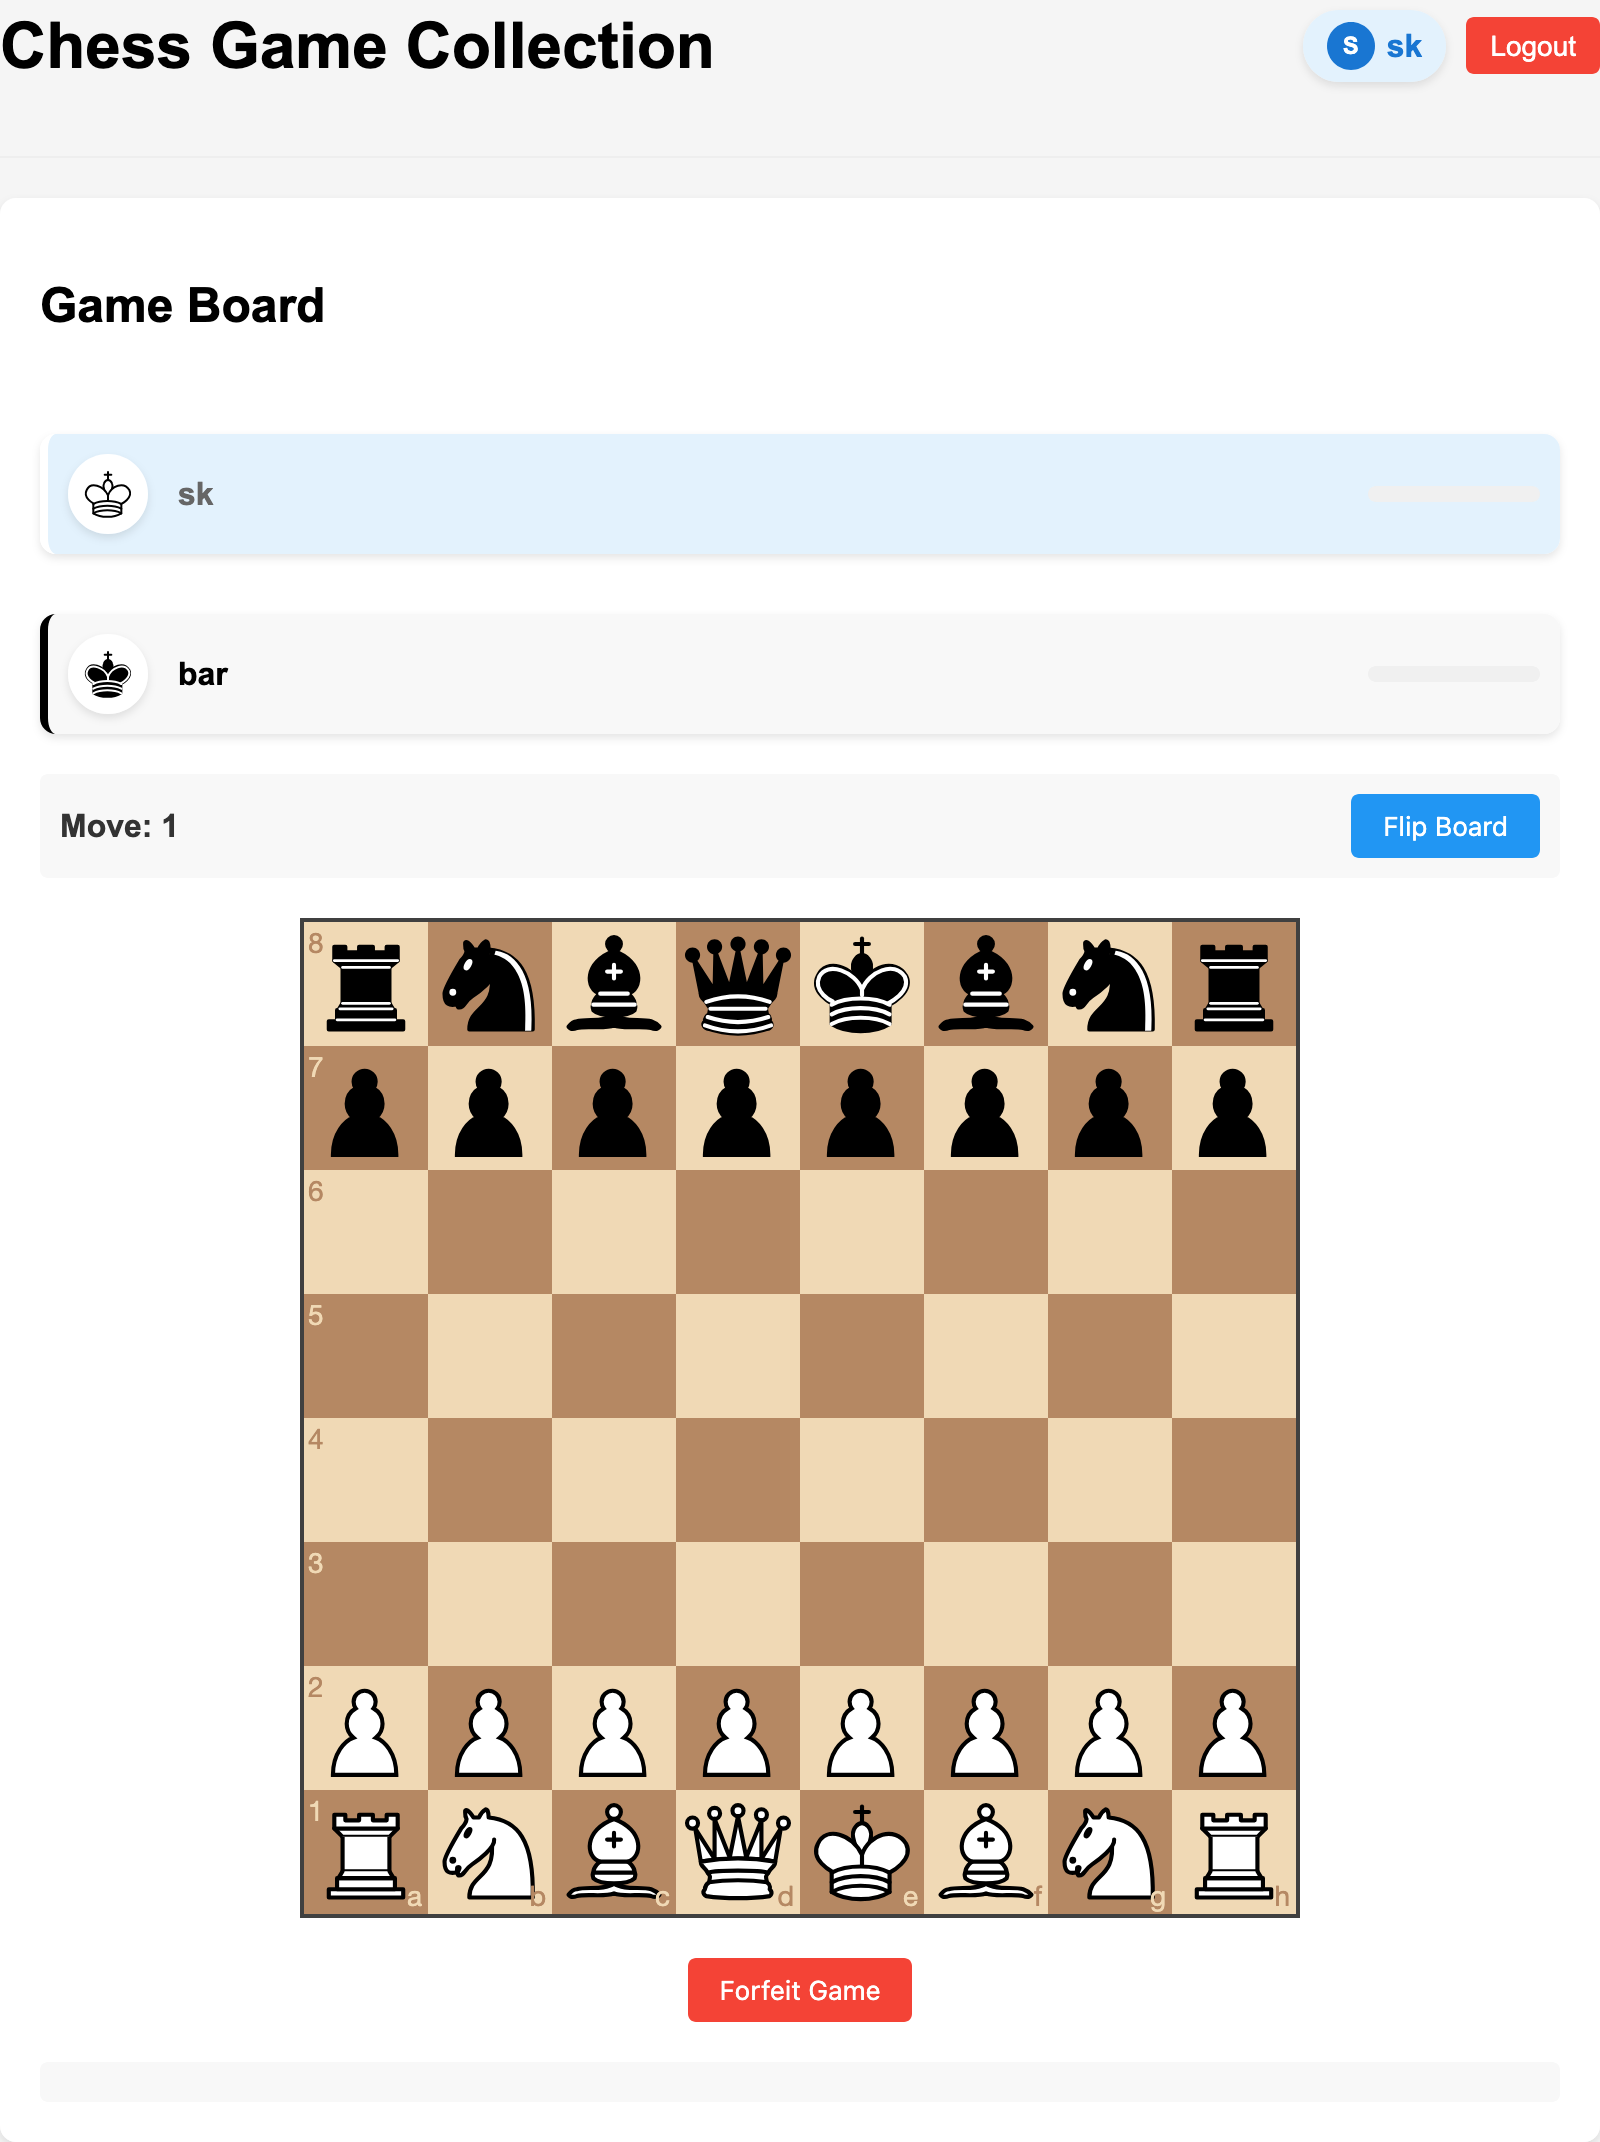 Chess Game Collection
S sk Logout
Game Board
sk
bar
Move: 1 Flip Board
8
7
6
5
4
3
2
1
a b c d e f g h
Forfeit Game